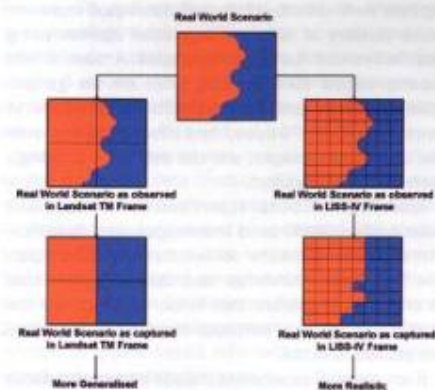 Real World Scenario
Real World Scenario as observed
in Landsat TM Frame
Real World Scenario as observed
in LISS-IV Frame
Real World Scenario as captured
in Landsat TM Frame
Real World Scenario as captured
in LISS-IV Frame
More Generalised
More Realistic